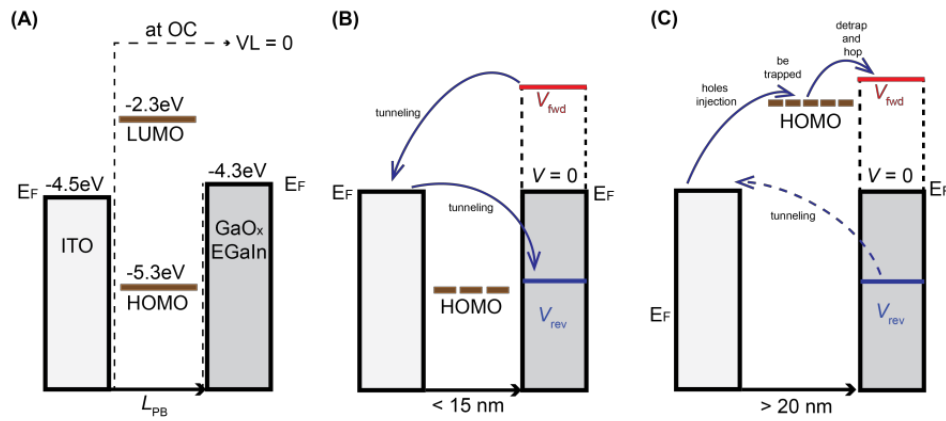 (A)
at OC
VL = 0
-2.3eV
LUMO
EF
-4.5eV
-4.3eV
EF
ITO
GaOx
EGaIn
-5.3eV
HOMO
LPB
(B)
tunneling
Vfwd
EF
V = 0
EF
tunneling
HOMO
Vrev
< 15 nm
(C)
detrap
and
hop
be
trapped
holes
injection
HOMO
Vfwd
V = 0
EF
tunneling
EF
Vrev
> 20 nm